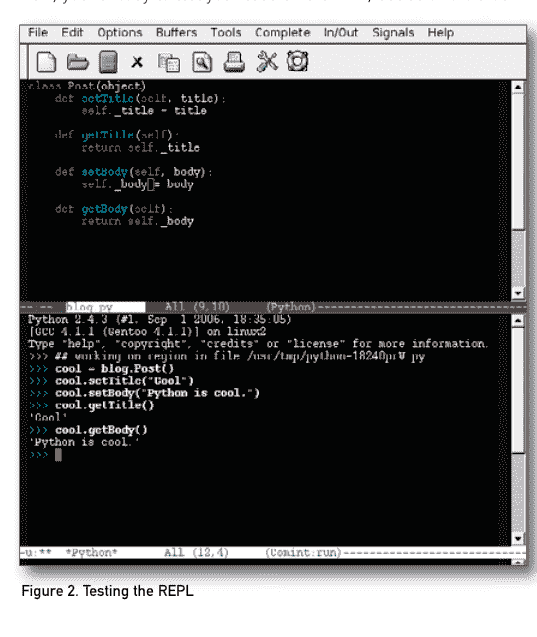 File Edit Options Buffers Tools Complete In/Out Signals Help
class Post(object)
def setTitle(self, title):
self._title = title
def getTitle(self):
return self._title
def setBody(self, body):
self._body = body
def getBody(self):
return self._body
-- -- blog.py All (9,18) (Python)
Python 2.4.3 (#1, Sep 1 2006, 18:35:05)
[GCC 4.1.1 (Gentoo 4.1.1)] on linux2
Type "help", "copyright", "credits" or "license" for more information.
>>> ## working on region in file /usr/tmp/python-18240prW py
>>> cool = blog.Post()
>>> cool.setTitle("Cool")
>>> cool.setBody("Python is cool.")
>>> cool.getTitle()
'Cool'
>>> cool.getBody()
'Python is cool.'
>>>
-u:** *Python* All (12,4) (Comint:run)
Figure 2. Testing the REPL